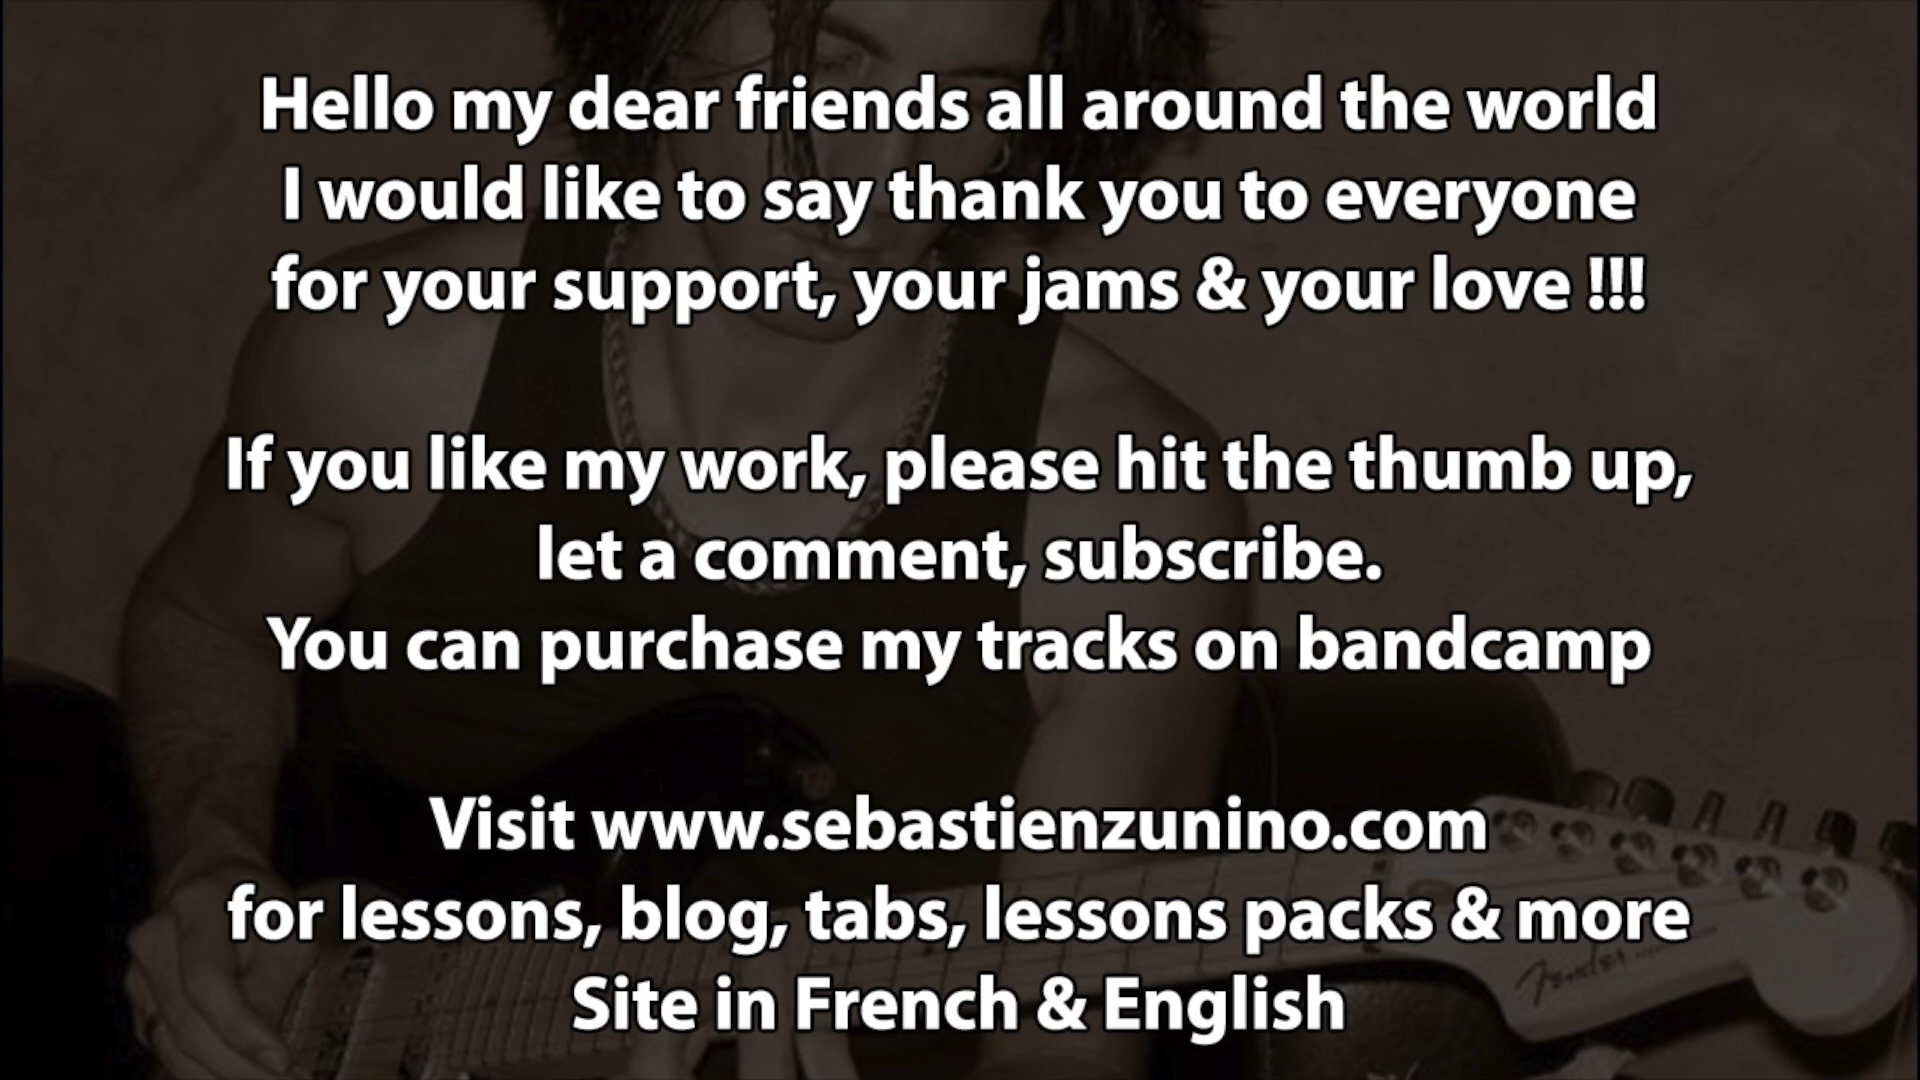 Hello my dear friends all around the world
I would like to say thank you to everyone
for your support, your jams & your love !!!
If you like my work, please hit the thumb up,
let a comment, subscribe.
You can purchase my tracks on bandcamp
Visit www.sebastienzunino.com
for lessons, blog, tabs, lessons packs & more
Fender
Site in French & English